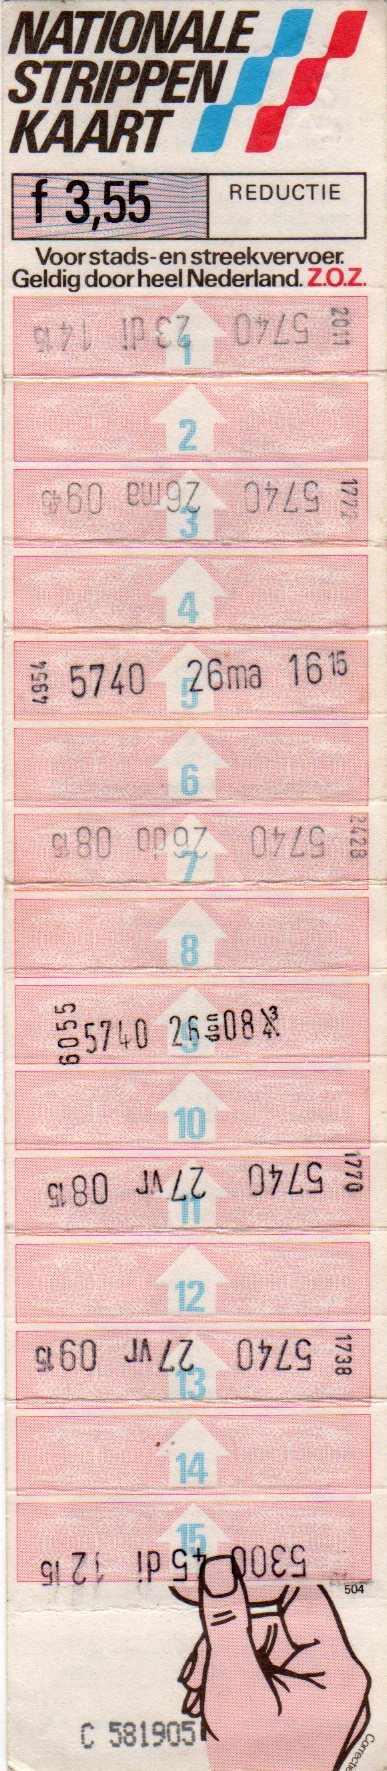 NATIONALE
STRIPPEN
KAART
f 3,55
REDUCTIE
Voor stads- en streekvervoer.
Geldig door heel Nederland. Z.O.Z.
1
5740 23 di 14 15
2011
2
3
5740 26 ma 09 45
4
4954 5740 26 ma 16 15
5
6
7
5740 26 do 08 15
2428
8
6055 5740 26 don 08
9
10
11
5740 27 vr 08 15
1770
12
13
5740 27 vr 09 15
1738
14
15
5300 45 di 12 15
504
C 581905
Correctie